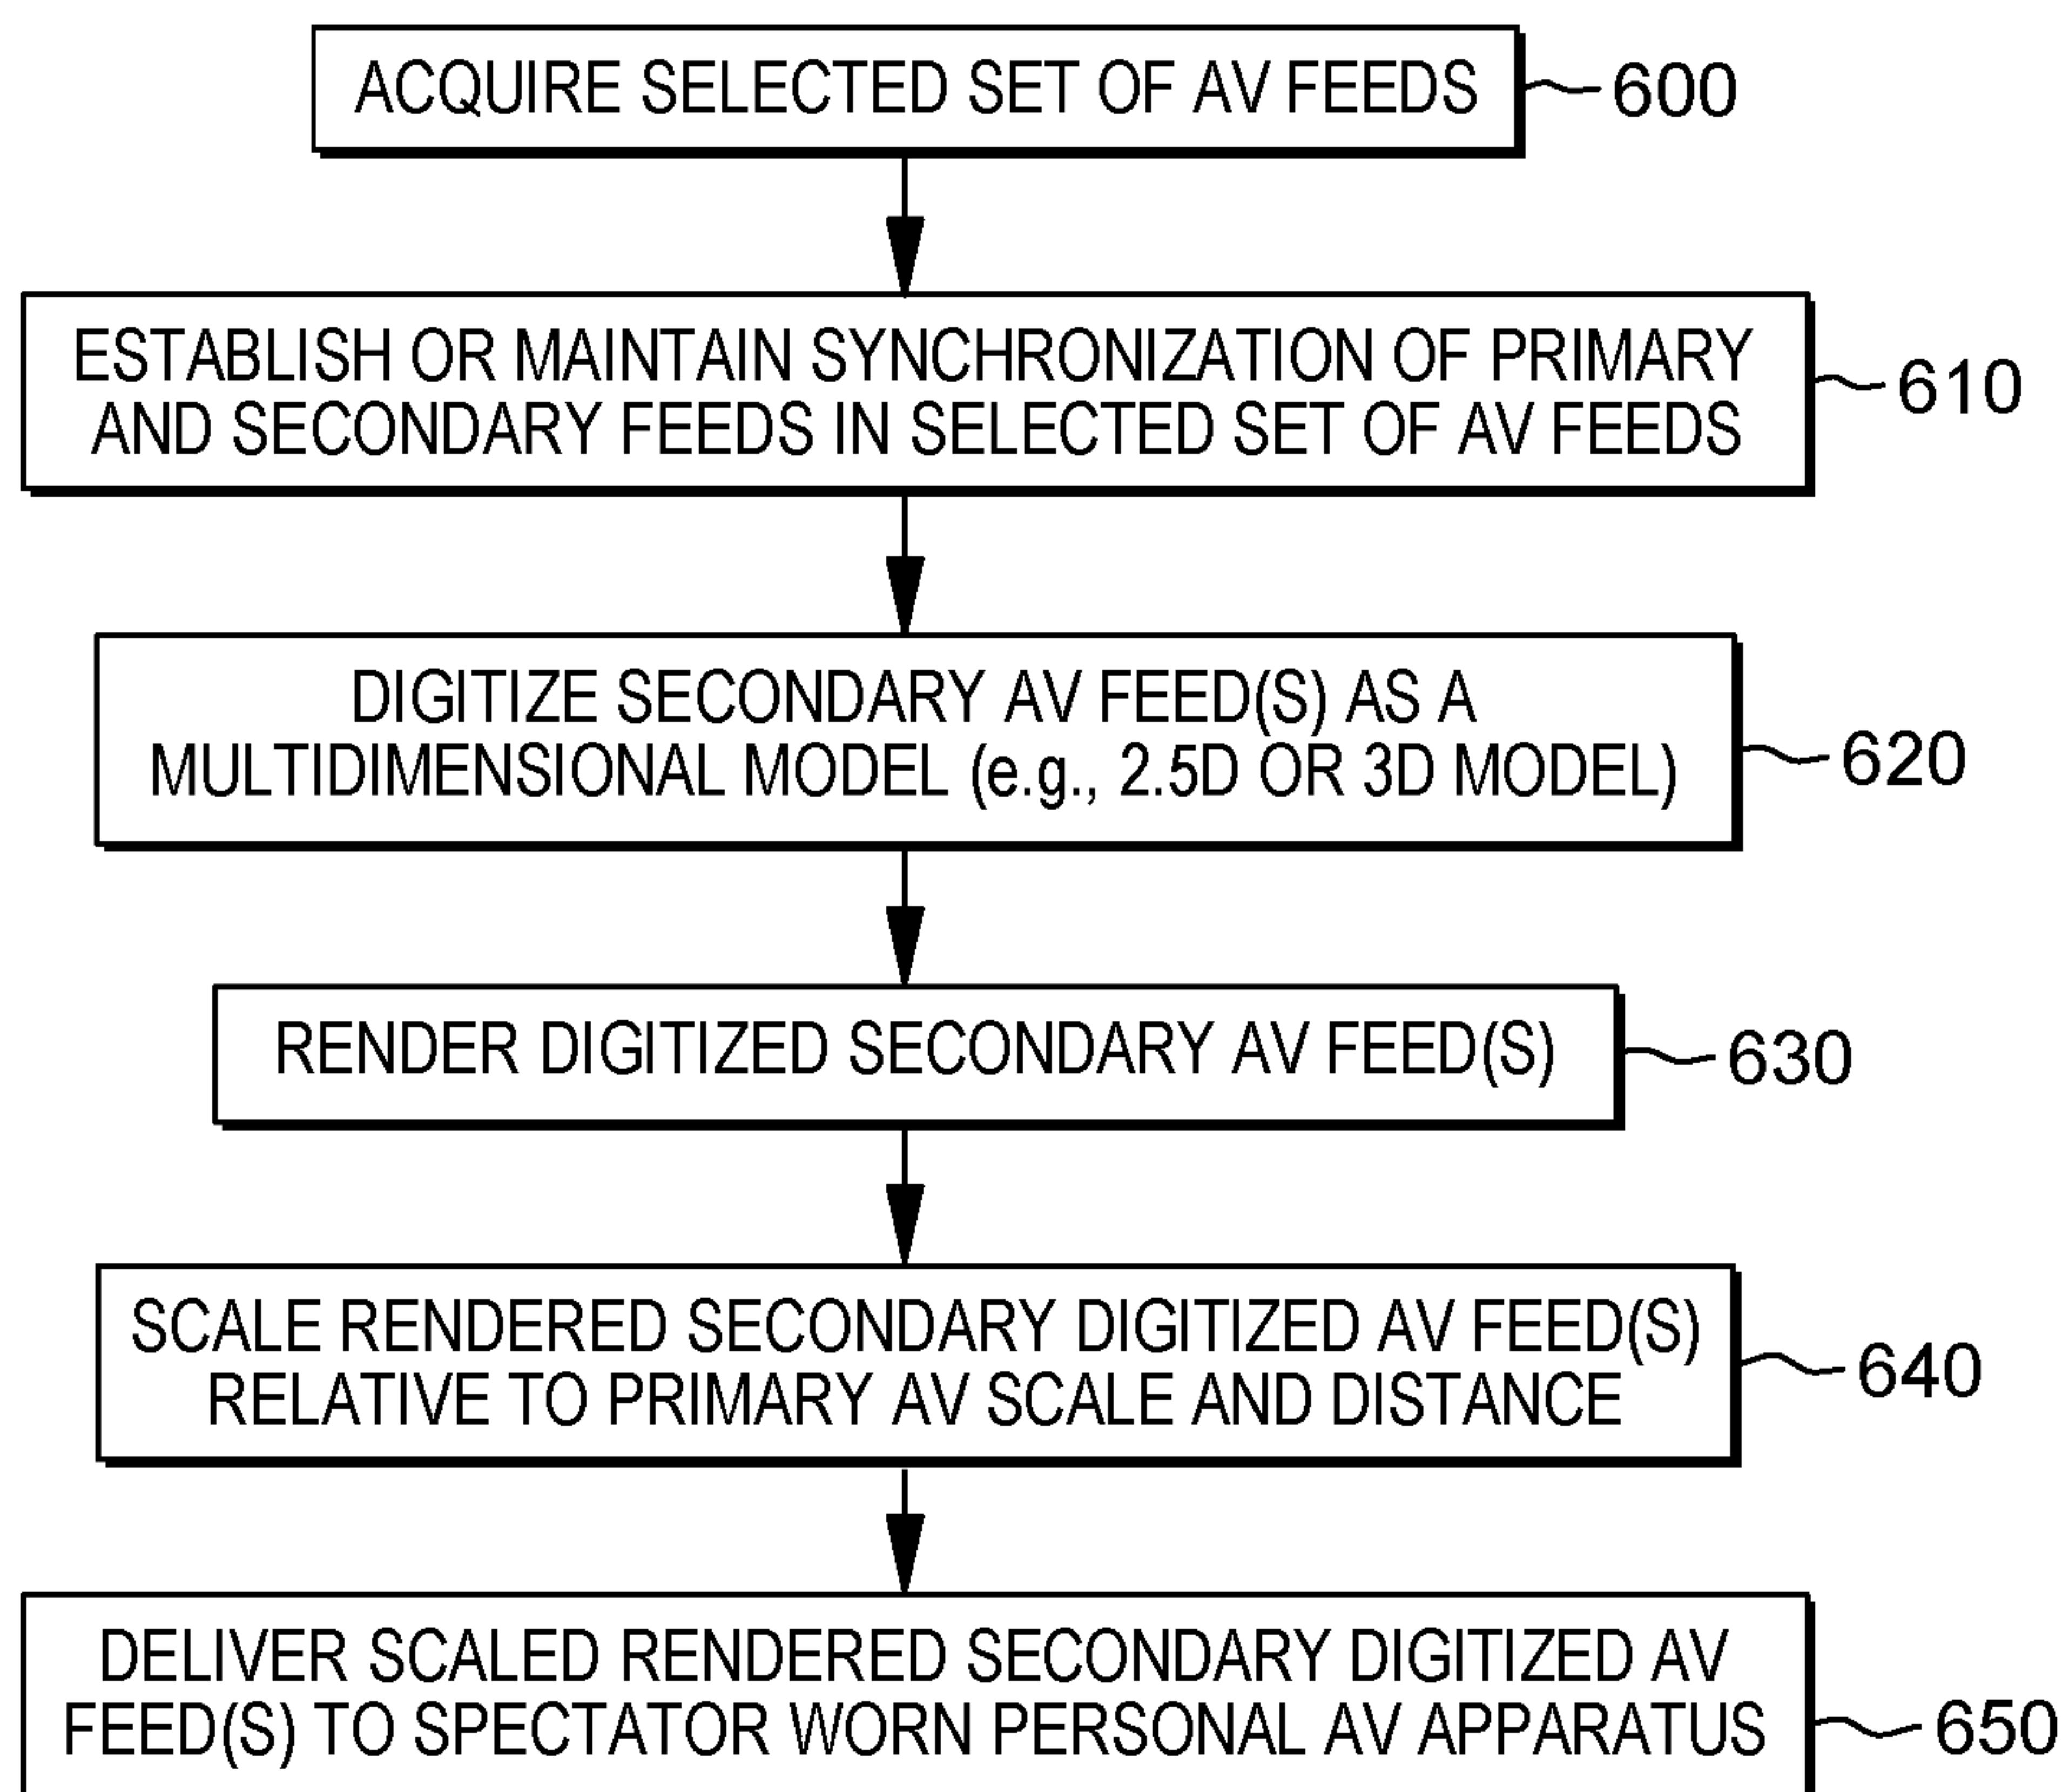 ACQUIRE SELECTED SET OF AV FEEDS
600
ESTABLISH OR MAINTAIN SYNCHRONIZATION OF PRIMARY
AND SECONDARY FEEDS IN SELECTED SET OF AV FEEDS
610
DIGITIZE SECONDARY AV FEED(S) AS A
MULTIDIMENSIONAL MODEL (e.g., 2.5D OR 3D MODEL)
620
RENDER DIGITIZED SECONDARY AV FEED(S)
630
SCALE RENDERED SECONDARY DIGITIZED AV FEED(S)
RELATIVE TO PRIMARY AV SCALE AND DISTANCE
640
DELIVER SCALED RENDERED SECONDARY DIGITIZED AV
FEED(S) TO SPECTATOR WORN PERSONAL AV APPARATUS
650